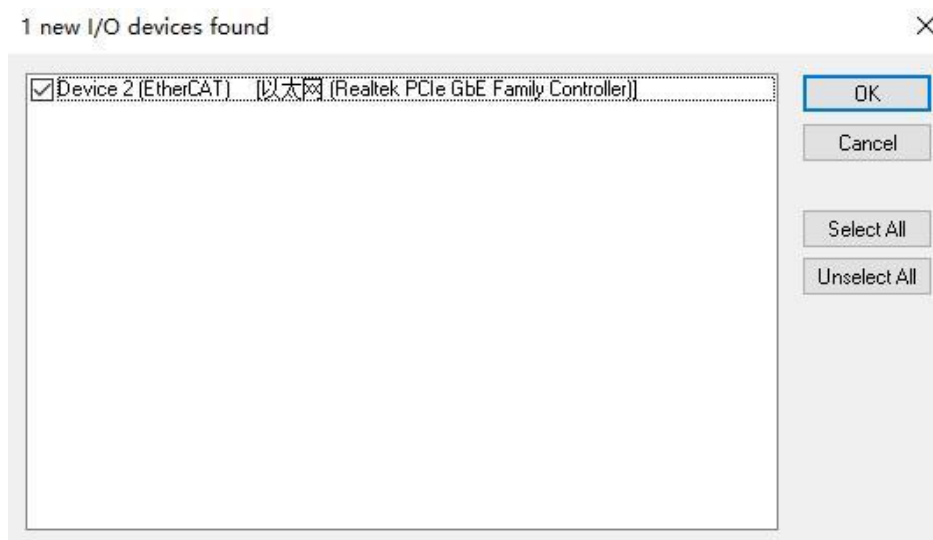 1 new I/O devices found
Device 2 (EtherCAT) [以太网 (Realtek PCIe GbE Family Controller)]
OK
Cancel
Select All
Unselect All